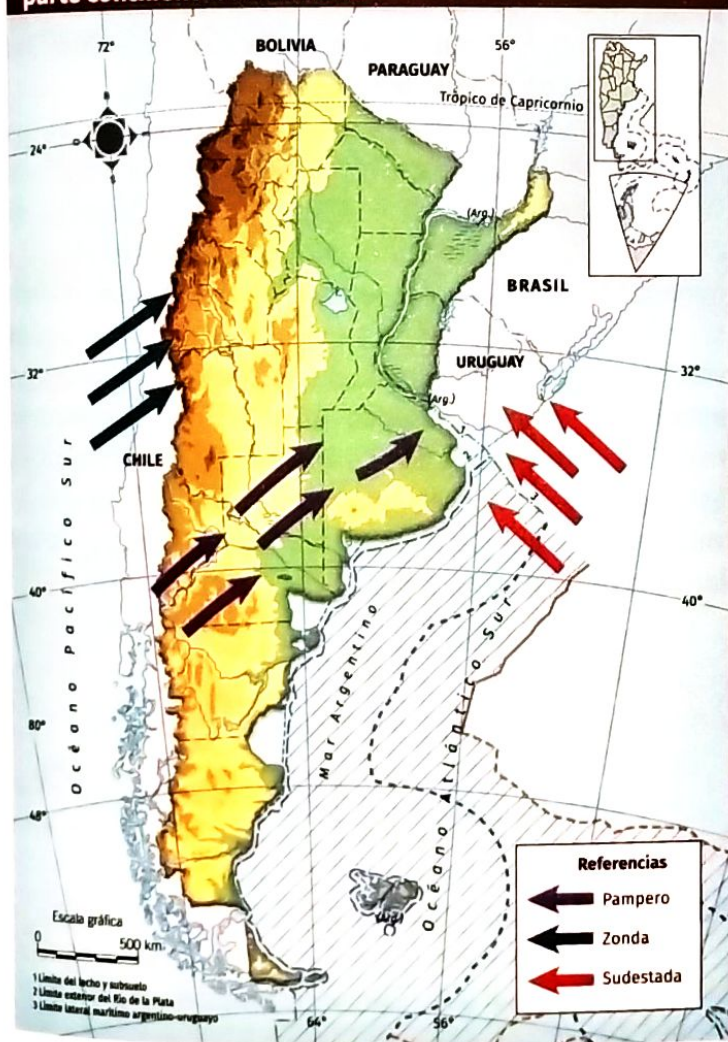 BOLIVIA
72°
56°
PARAGUAY
Trópico de Capricornio
24°
(Arg.)
BRASIL
URUGUAY
32°
32°
(Arg.)
CHILE
2
3
Océano Pacífico Sur
40°
40°
Mar Argentino
Océano Atlántico Sur
80°
48°
Referencias
Pampero
Zonda
Sudestada
(Arg.)
Escala gráfica
0 500 km
1 Límite del lecho y subsuelo
2 Límite exterior del Río de la Plata
3 Límite lateral marítimo argentino-uruguayo
64°
56°